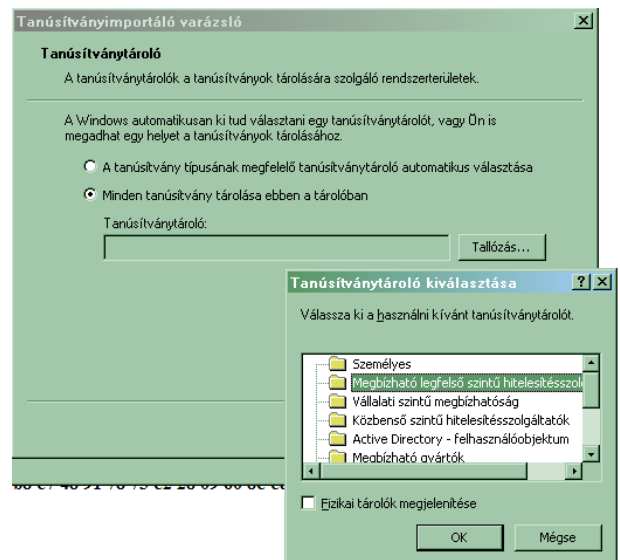 Tanúsítványimportáló varázsló
Tanúsítványtároló
A tanúsítványtárolók a tanúsítványok tárolására szolgáló rendszerterületek.
A Windows automatikusan ki tud választani egy tanúsítványtárolót, vagy Ön is
megadhat egy helyet a tanúsítványok tárolásához.
A tanúsítvány típusának megfelelő tanúsítványtároló automatikus választása
Minden tanúsítvány tárolása ebben a tárolóban
Tanúsítványtároló:
Tallózás...
Tanúsítványtároló kiválasztása
Válassza ki a használni kívánt tanúsítványtárolót.
Személyes
Megbízható legfelső szintű
Vállalati szintű megbízhatóság
Közbenső szintű hitelesítésszolgáltatók
Active Directory - felhasználóobjektum
Megbízható gyártók
Fizikai tárolók megjelenítése
OK
Mégse